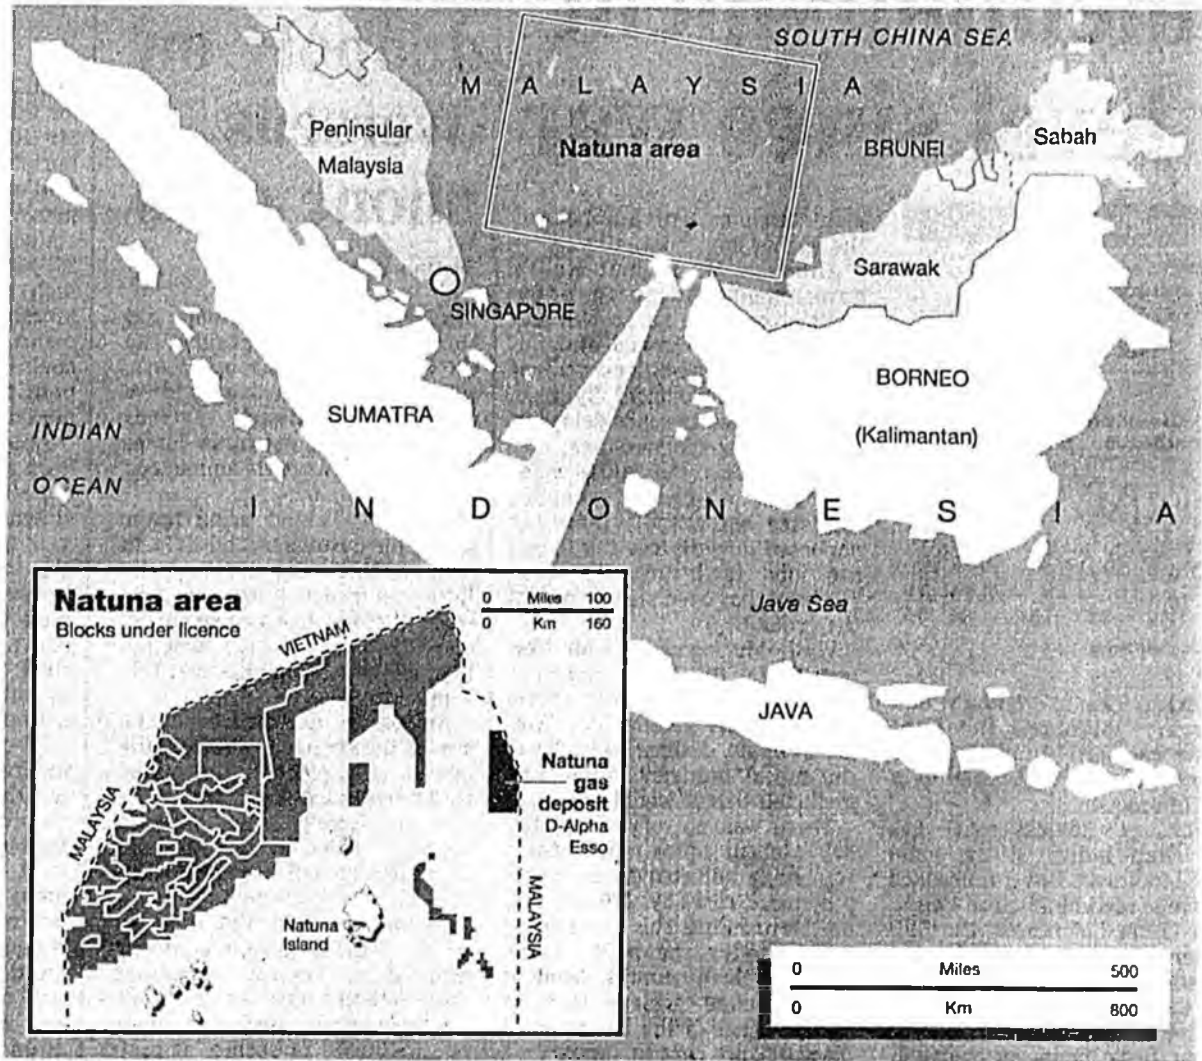 SOUTH CHINA SEA
M A L A Y S I A
Peninsular
Malaysia
Natuna area
BRUNEI
Sabah
Sarawak
SINGAPORE
SUMATRA
BORNEO
(Kalimantan)
INDIAN
OCEAN
I N D O N E S I A
Java Sea
JAVA
Natuna area
Blocks under licence
0 Miles 100
0 Km 160
VIETNAM
MALAYSIA
Natuna
gas
deposit
D-Alpha
Esso
MALAYSIA
Natuna
Island
0 Miles 500
0 Km 800